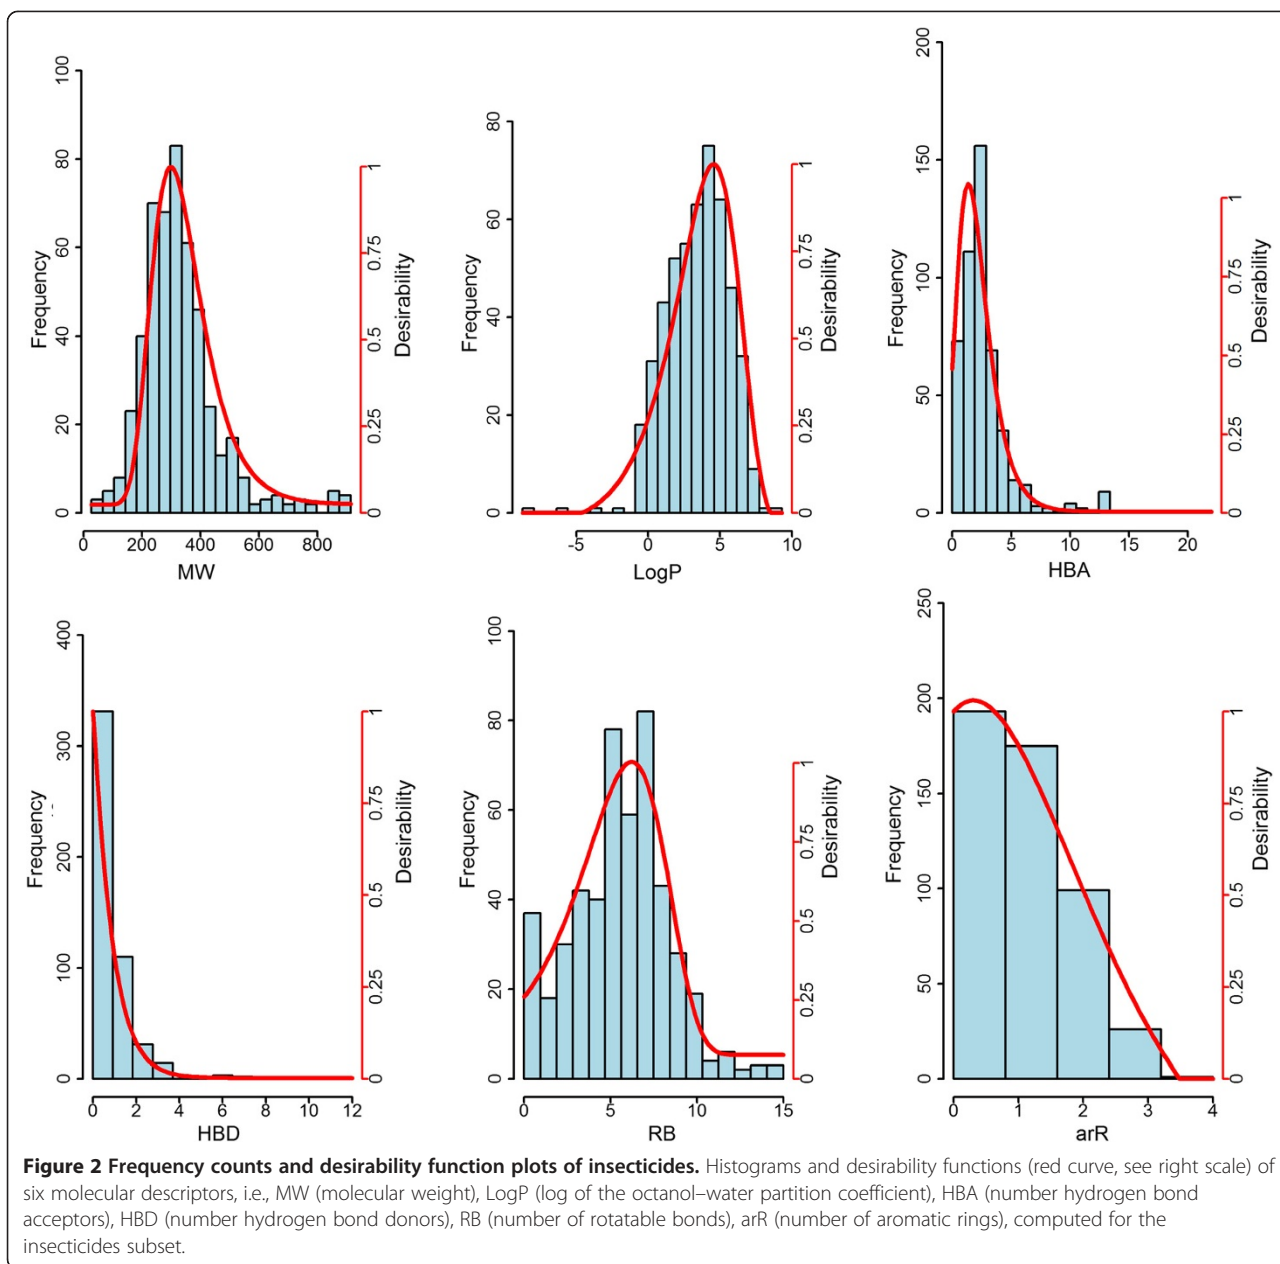 100
80
60
40
20
0
Frequency
0 200 400 600 800
MW
1
0.75
0.5
0.25
0
Desirability
80
60
40
20
0
Frequency
-5 0 5 10
LogP
1
0.75
0.5
0.25
0
Desirability
200
150
100
50
0
Frequency
0 5 10 15 20
HBA
1
0.75
0.5
0.25
0
Desirability
400
300
200
100
0
Frequency
0 2 4 6 8 10 12
HBD
1
0.75
0.5
0.25
0
Desirability
100
80
60
40
20
0
Frequency
0 5 10 15
RB
1
0.75
0.5
0.25
0
Desirability
250
200
150
100
50
0
Frequency
0 1 2 3 4
arR
1
0.75
0.5
0.25
0
Desirability
Figure 2 Frequency counts and desirability function plots of insecticides. Histograms and desirability functions (red curve, see right scale) of
six molecular descriptors, i.e., MW (molecular weight), LogP (log of the octanol–water partition coefficient), HBA (number hydrogen bond
acceptors), HBD (number hydrogen bond donors), RB (number of rotatable bonds), arR (number of aromatic rings), computed for the
insecticides subset.